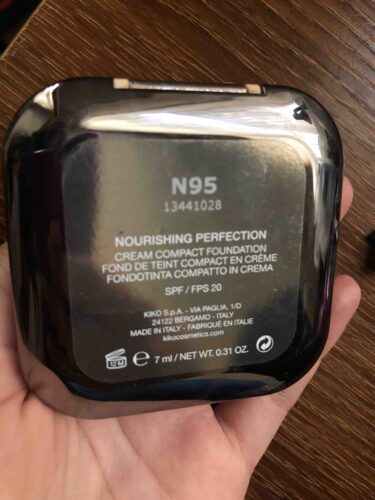 N95
13441028
NOURISHING PERFECTION
CREAM COMPACT FOUNDATION
FOND DE TEINT COMPACT EN CRÈME
FONDOTINTA COMPATTO IN CREMA
SPF / FPS 20
KIKO S.p.A. - VIA PAGLIA, 1/D
24122 BERGAMO - ITALY
MADE IN ITALY - FABRIQUÉ EN ITALIE
kikocosmetics.com
12 M e 7 ml / NET WT. 0.31 OZ.